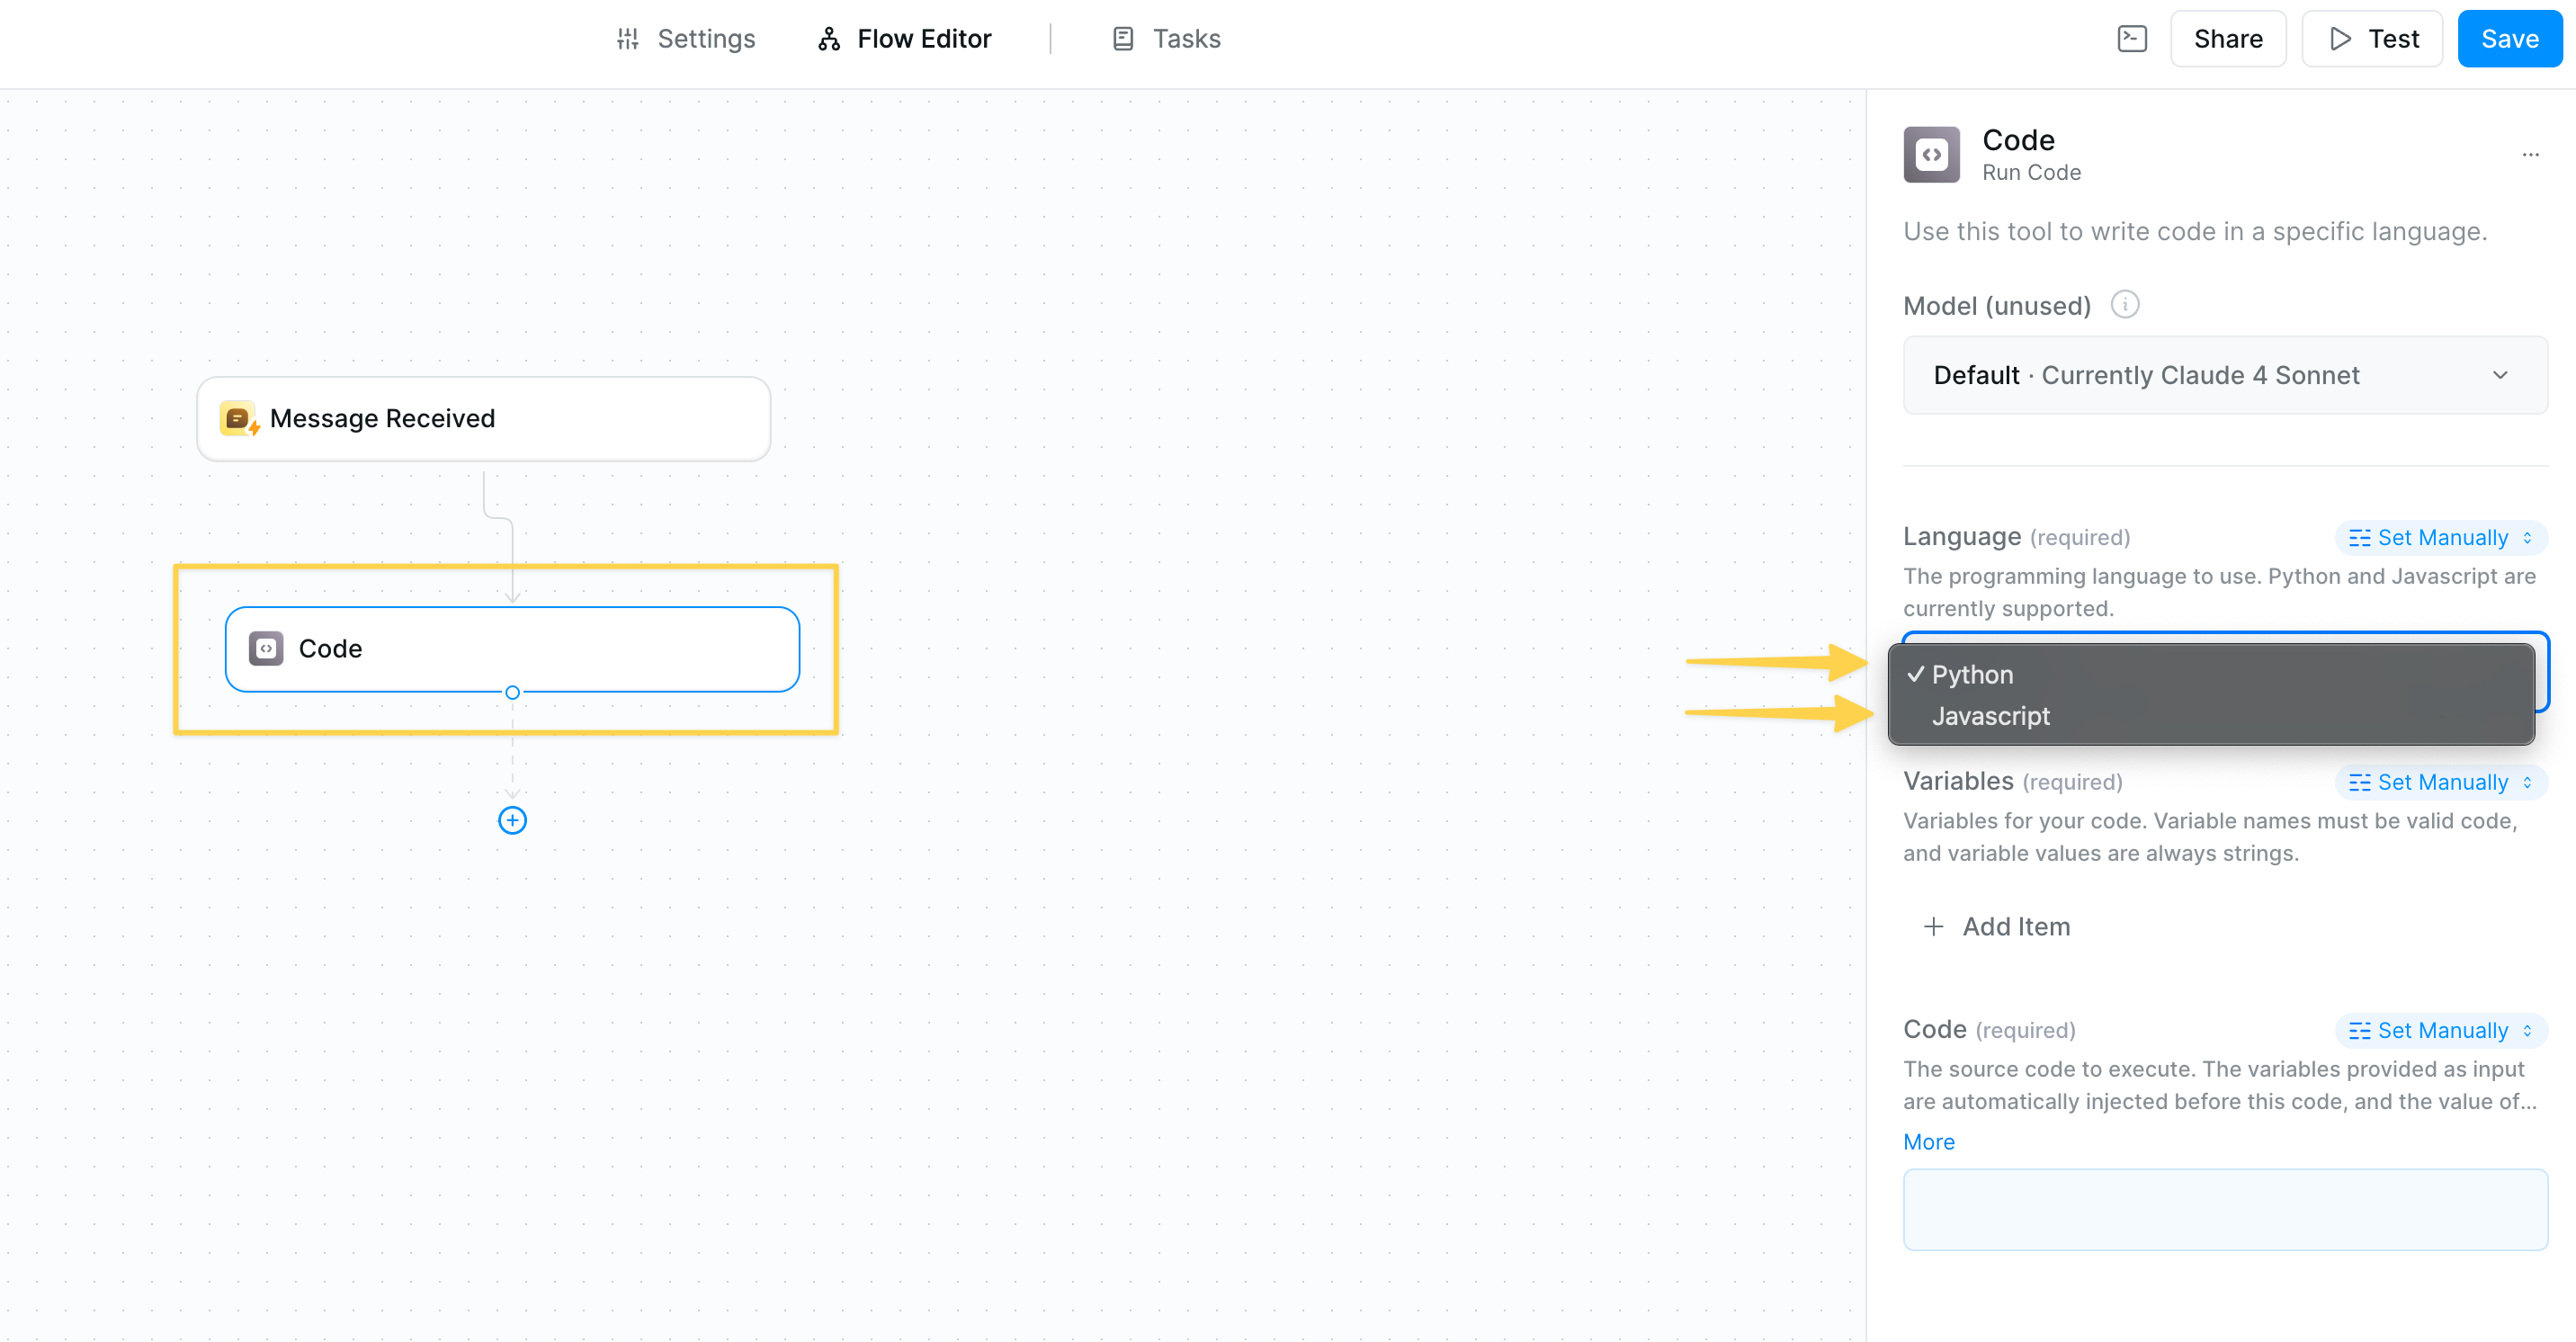 Settings
Flow Editor
Tasks
Share
Test
Save
Message Received
Code
Code
Run Code
...
Use this tool to write code in a specific language.
Model (unused)
Default · Currently Claude 4 Sonnet
Language (required)
Set Manually
The programming language to use. Python and Javascript are
currently supported.
✓ Python
Javascript
Variables (required)
Set Manually
Variables for your code. Variable names must be valid code,
and variable values are always strings.
+ Add Item
Code (required)
Set Manually
The source code to execute. The variables provided as input
are automatically injected before this code, and the value of...
More